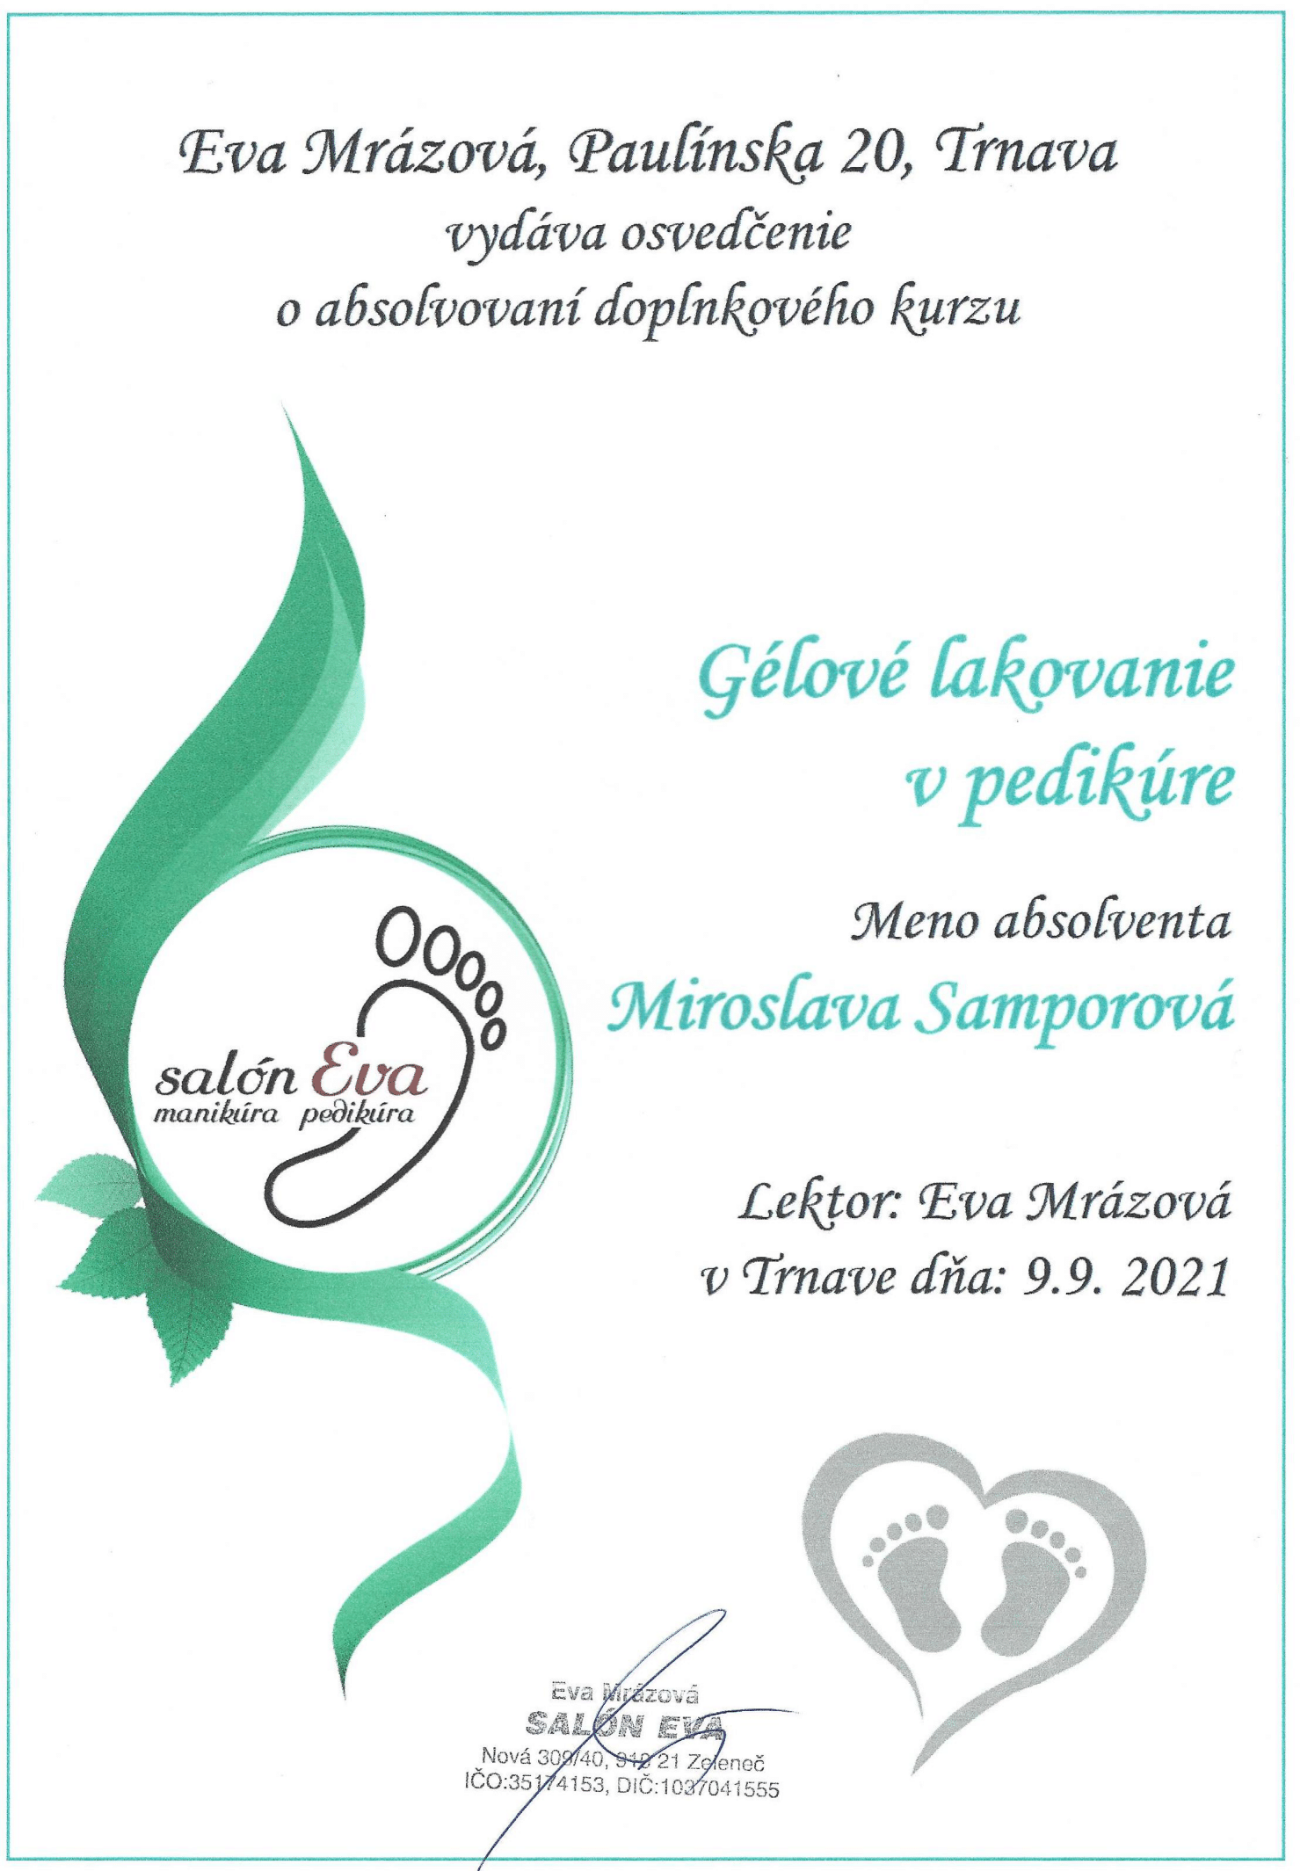 Eva Mrázová, Paulínska 20, Trnava
vydáva osvedčenie
o absolvovaní doplnkového kurzu
Gélové lakovanie
v pedikúre
Meno absolventa
Miroslava Samporová
salón Eva
manikúra pedikúra
Lektor: Eva Mrázová
v Trnave dňa: 9.9. 2021
Eva Mrázová
SALÓN EVA
Nová 309/40, 919 21 Zeleneč
IČO:35174153, DIČ:1037041555